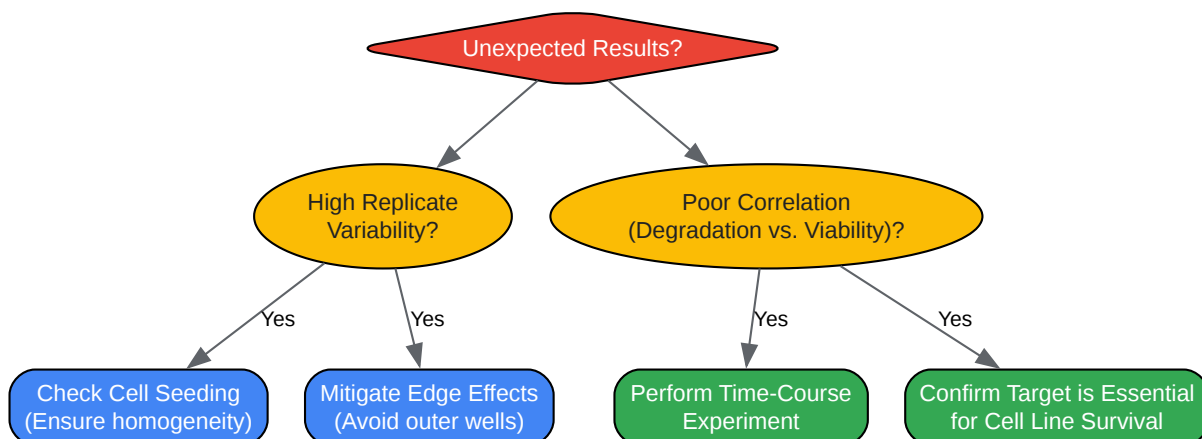 Unexpected Results?
High Replicate
Variability?
Poor Correlation
(Degradation vs. Viability)?
Yes
Yes
Yes
Yes
Check Cell Seeding
(Ensure homogeneity)
Mitigate Edge Effects
(Avoid outer wells)
Perform Time-Course
Experiment
Confirm Target is Essential
for Cell Line Survival